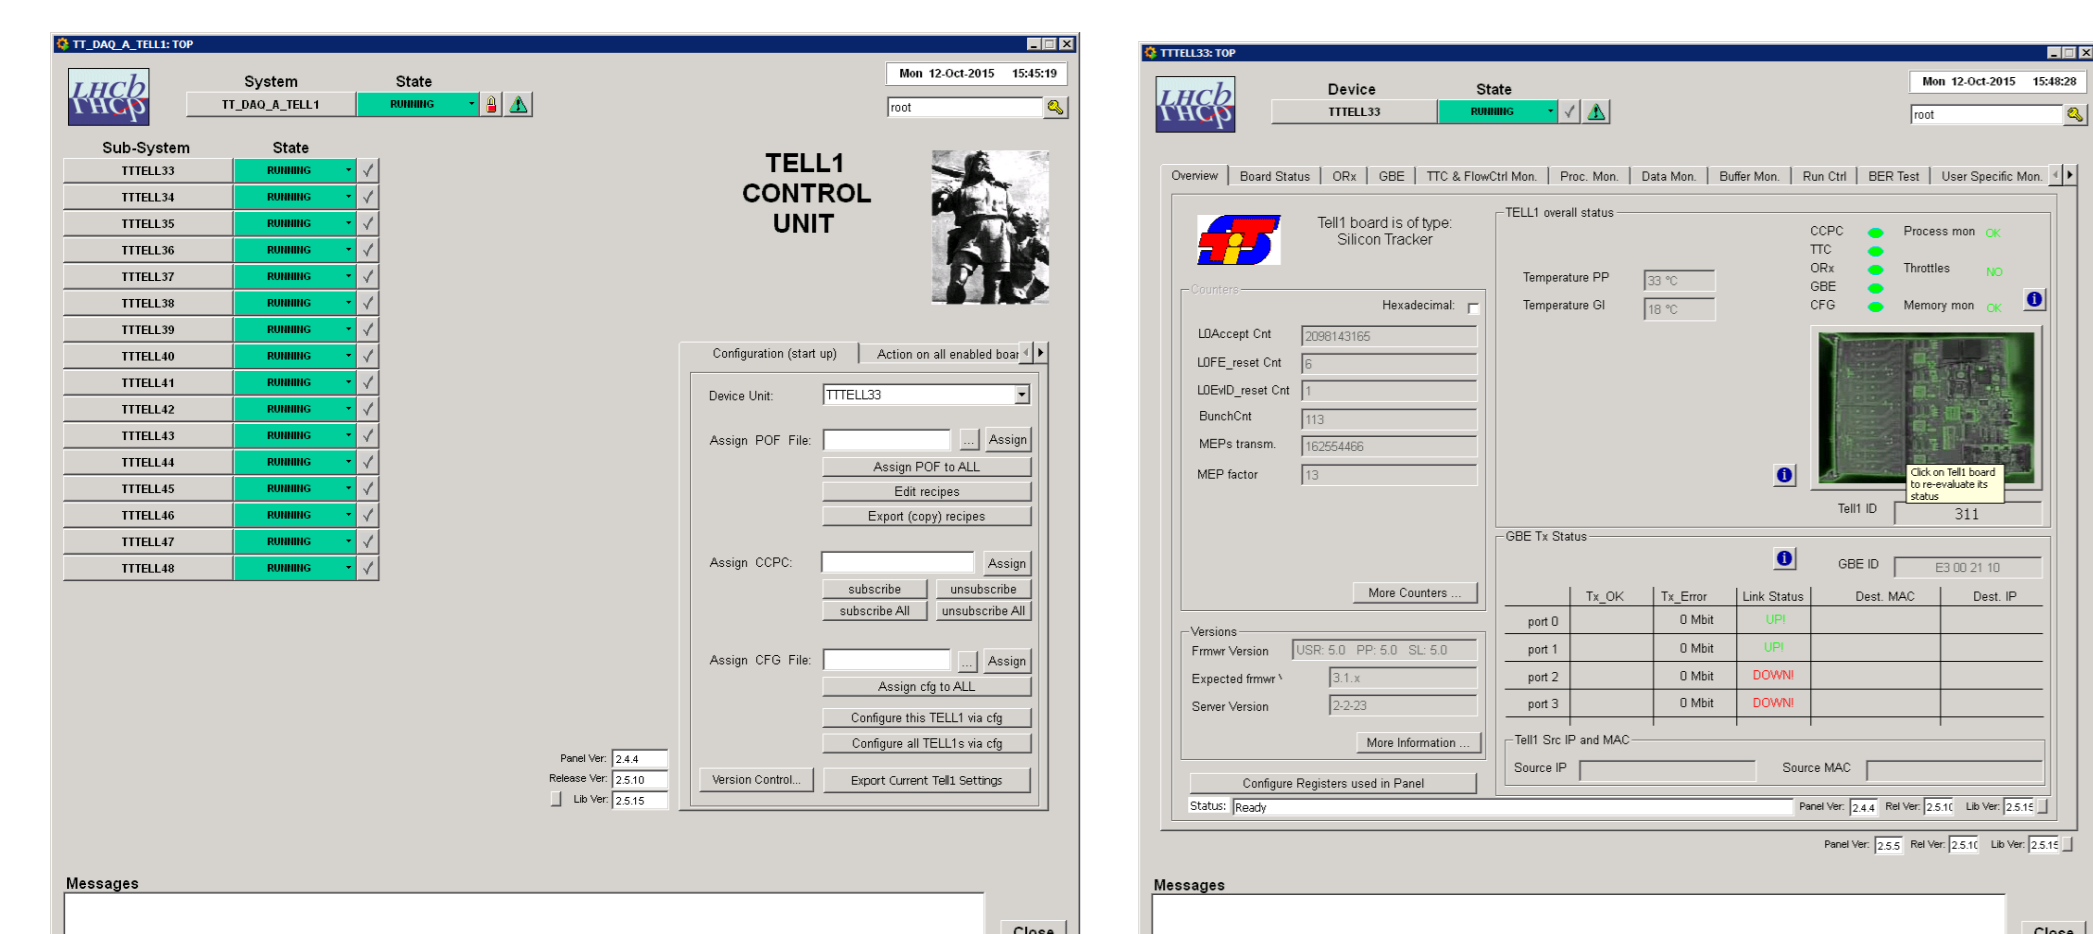 TT_DAQ_A_TELL1: TOP
LHCb
System State
TT_DAQ_A_TELL1 RUNNING
Mon 12-Oct-2015 15:45:19
root
Sub-System State
TTTELL33 RUNNING
TTTELL34 RUNNING
TTTELL35 RUNNING
TTTELL36 RUNNING
TTTELL37 RUNNING
TTTELL38 RUNNING
TTTELL39 RUNNING
TTTELL40 RUNNING
TTTELL41 RUNNING
TTTELL42 RUNNING
TTTELL43 RUNNING
TTTELL44 RUNNING
TTTELL45 RUNNING
TTTELL46 RUNNING
TTTELL47 RUNNING
TTTELL48 RUNNING
TELL1
CONTROL
UNIT
Configuration (start up) Action on all enabled boar
Device Unit: TTTELL33
Assign POF File: ... Assign
Assign POF to ALL
Edit recipes
Export (copy) recipes
Assign CCPC: Assign
subscribe unsubscribe
subscribe All unsubscribe All
Assign CFG File: ... Assign
Assign cfg to ALL
Configure this TELL1 via cfg
Configure all TELL1s via cfg
Version Control... Export Current Tell1 Settings
Panel Ver: 2.4.4
Release Ver: 2.5.10
Lib Ver: 2.5.15
Messages
Close
TTTELL33: TOP
LHCb
Device State
TTTELL33 RUNNING
Mon 12-Oct-2015 15:48:28
root
Overview Board Status ORx GBE TTC & FlowCtrl Mon. Proc. Mon. Data Mon. Buffer Mon. Run Ctrl BER Test User Specific Mon.
Tell1 board is of type:
Silicon Tracker
Counters
Hexadecimal:
L0Accept Cnt 2098143165
L0FE_reset Cnt 6
L0EvID_reset Cnt 1
BunchCnt 113
MEPs transm. 162554466
MEP factor 13
More Counters ...
Versions
Frmwr Version USR: 5.0 PP: 5.0 SL: 5.0
Expected frmwr 3.1.x
Server Version 2-2-23
More Information ...
Configure Registers used in Panel
TELL1 overall status
Temperature PP 33 °C
Temperature GI 18 °C
CCPC Process mon OK
TTC
ORx Throttles NO
GBE
CFG Memory mon OK
Click on Tell1 board
to re-evaluate its
status
Tell1 ID 311
GBE Tx Status
GBE ID E3 00 21 10
Tx_OK Tx_Error Link Status Dest. MAC Dest. IP
port 0 0 Mbit UP!
port 1 0 Mbit UP!
port 2 0 Mbit DOWN!
port 3 0 Mbit DOWN!
Tell1 Src IP and MAC
Source IP Source MAC
Status: Ready
Panel Ver: 2.4.4 Rel Ver: 2.5.10 Lib Ver: 2.5.15
Panel Ver: 2.5.5 Rel Ver: 2.5.10 Lib Ver: 2.5.15
Messages
Close